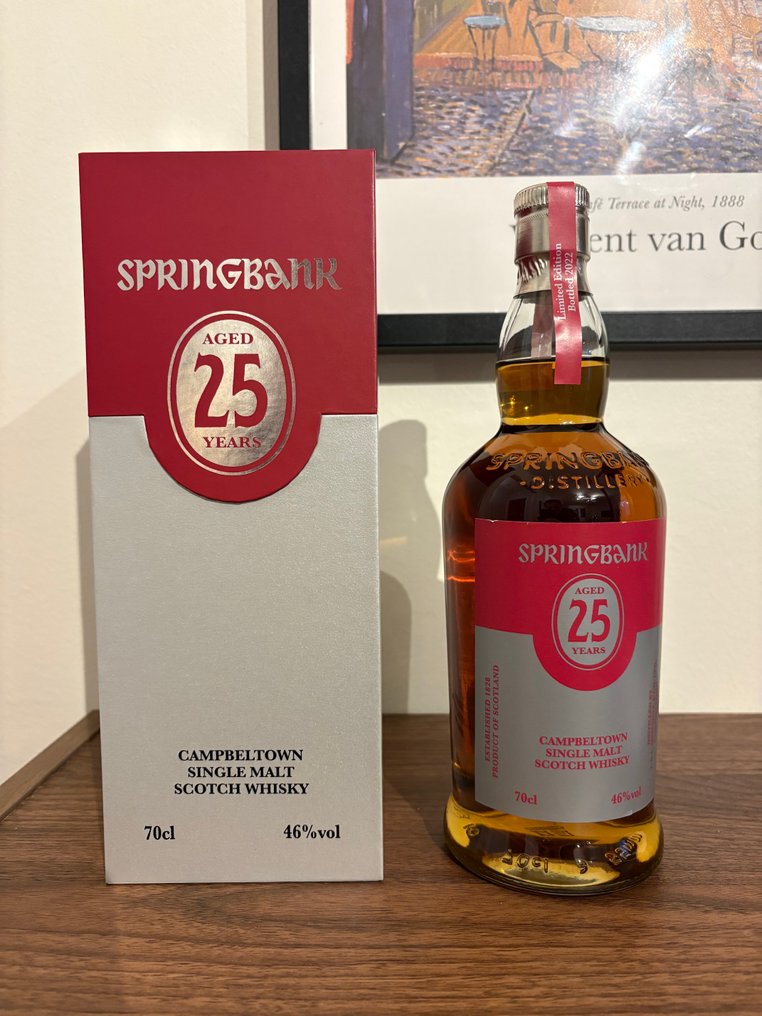 SPRINGBANK
AGED
25
YEARS
CAMPBELTOWN
SINGLE MALT
SCOTCH WHISKY
70cl 46%vol
afé Terrace at Night, 1888
V ent van Go
Limited Edition
Bottled 2022
SPRINGBANK
DISTILLERY
SPRINGBANK
AGED
25
YEARS
ESTABLISHED 1828
PRODUCT OF SCOTLAND
CAMPBELTOWN
SINGLE MALT
SCOTCH WHISKY
70cl 46%vol